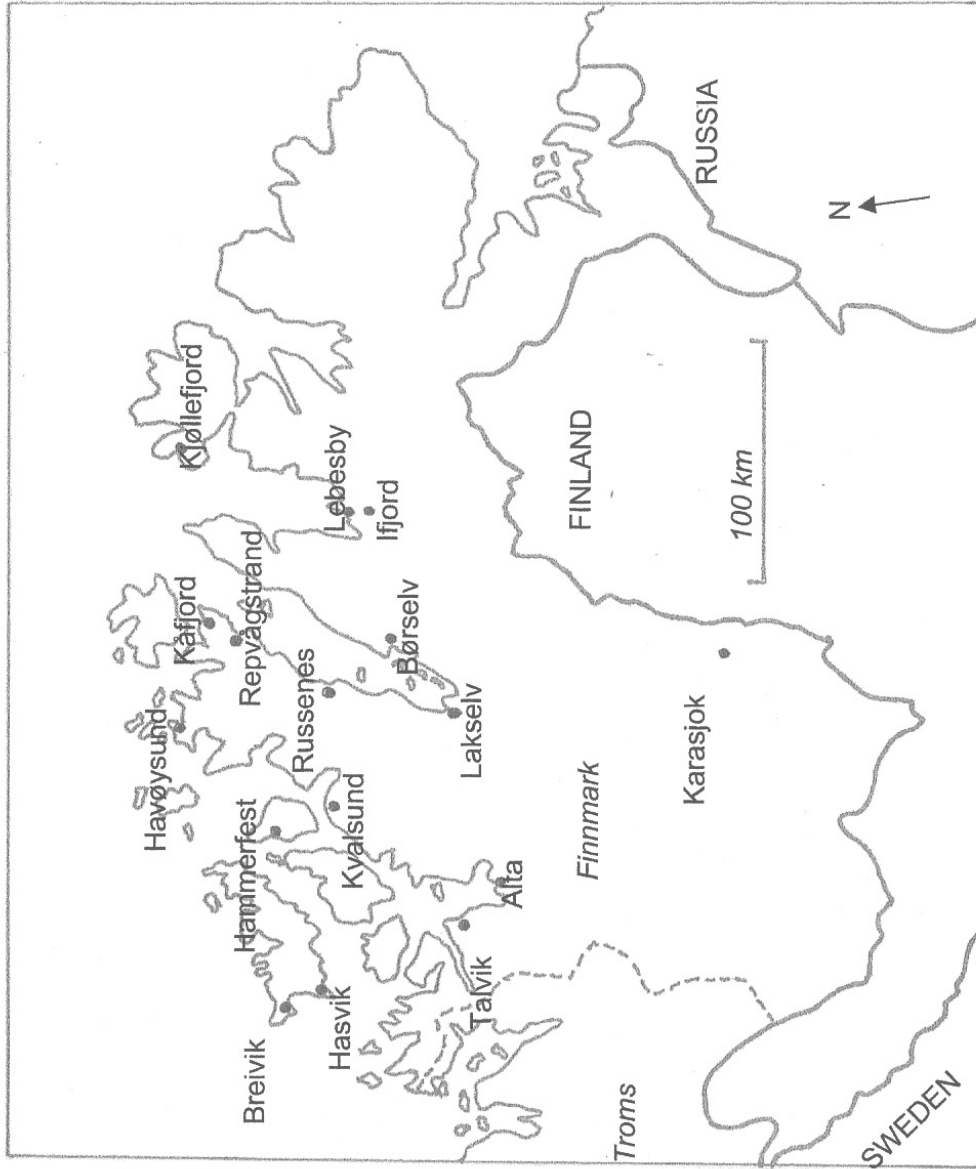 Havøysund
Kåfjord
Kjøllefjord
Hammerfest
Repvågstrand
Breivik
Russenes
Hasvik
Lebesby
Kvalsund
Ifjord
Børselv
Lakselv
Talvik
Alta
FINLAND
Finnmark
Troms
Karasjok
RUSSIA
100 km
N
SWEDEN